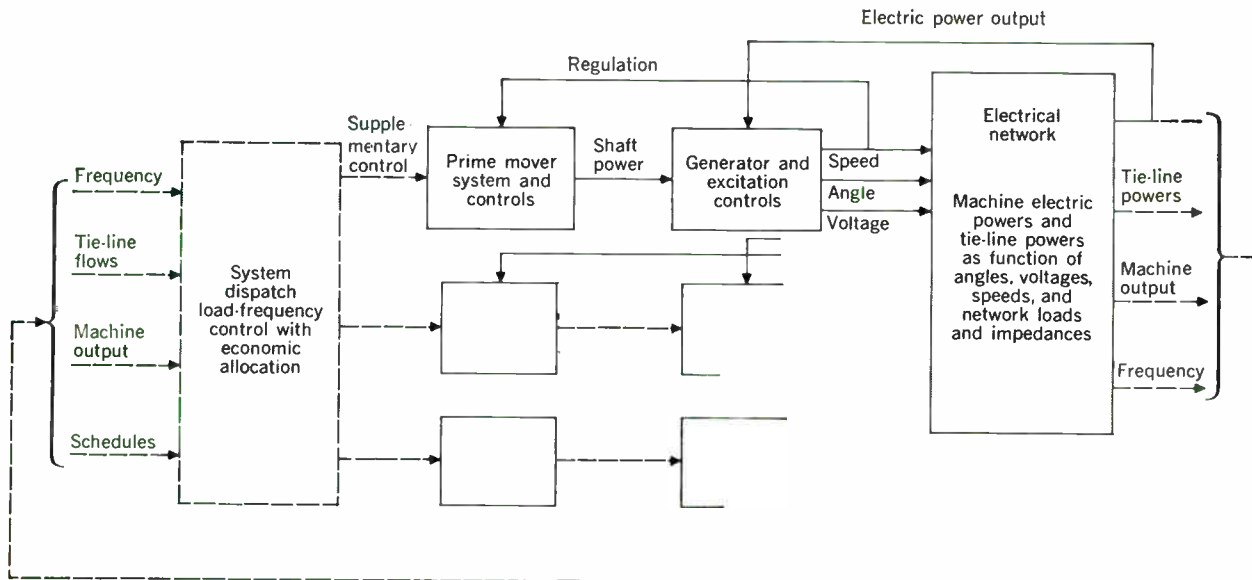 Electric power output
Regulation
Supple
mentary
control
Prime mover
system and
controls
Shaft
power
Generator and
excitation
controls
Speed
Angle
Voltage
Electrical
network
Machine electric
powers and
tie-line powers
as function of
angles, voltages,
speeds, and
network loads
and impedances
Tie-line
powers
Machine
output
Frequency
Frequency
Tie-line
flows
Machine
output
Schedules
System
dispatch
load-frequency
control with
economic
allocation